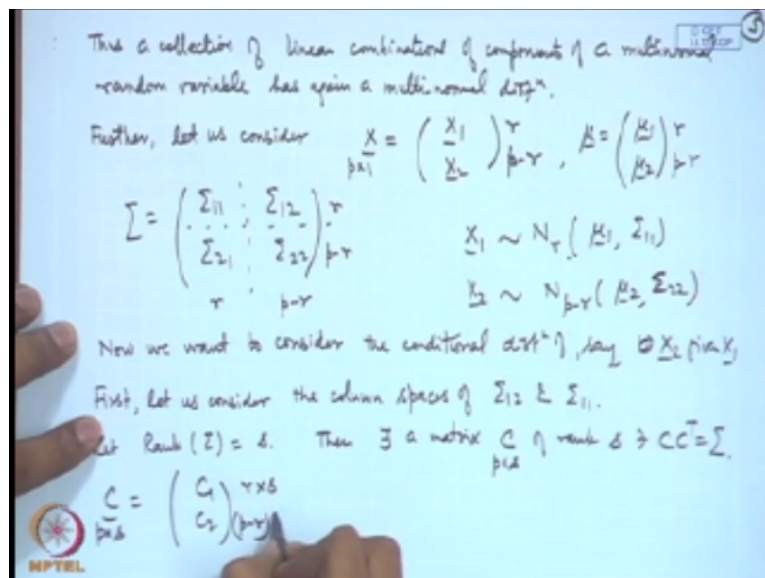 : Thus a collection of linear combinations of components of a multinormal
random variable has again a multinormal distⁿ.
Further, let us consider X = ( X1 ) r , μ = ( μ1 ) r
p×1 ( X2 ) p-r ( μ2 ) p-r
Σ = ( Σ11 Σ12 ) r
( Σ21 Σ22 ) p-r
r p-r
X1 ~ Nr ( μ1, Σ11 )
X2 ~ Np-r ( μ2, Σ22 )
Now we want to consider the conditional distⁿ of, say X2 given X1
First, let us consider the column spaces of Σ12 & Σ11.
Let Rank (Σ) = s. Then ∃ a matrix C of rank s ∋ CCᵀ = Σ.
p×s
C = ( C1 ) r×s
p×s ( C2 ) (p-r)
NPTEL
5